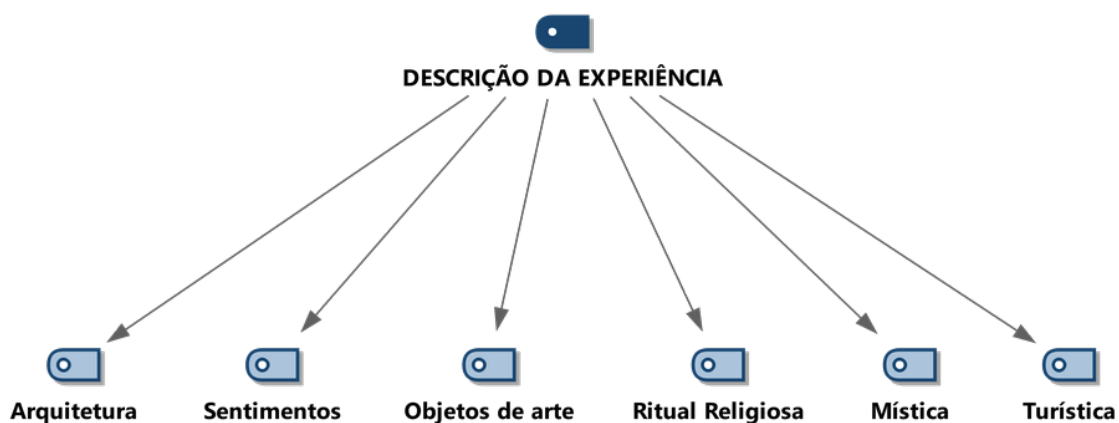 DESCRIÇÃO DA EXPERIÊNCIA
Arquitetura
Sentimentos
Objetos de arte
Ritual Religiosa
Mística
Turística